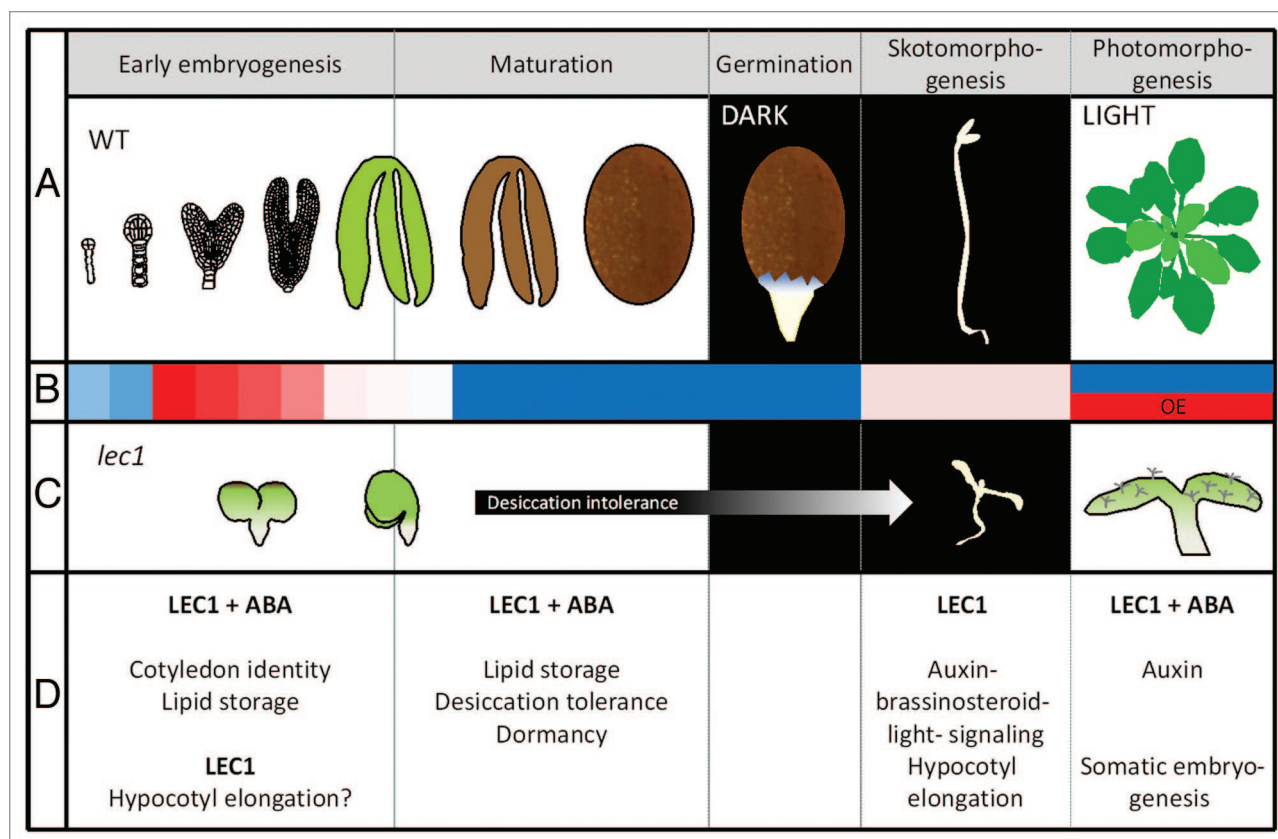 Early embryogenesis
Maturation
Germination
Skotomorpho-
genesis
Photomorpho-
genesis
A
WT
DARK
LIGHT
B
OE
C
lec1
Desiccation intolerance
D
LEC1 + ABA
Cotyledon identity
Lipid storage
LEC1
Hypocotyl elongation?
LEC1 + ABA
Lipid storage
Desiccation tolerance
Dormancy
LEC1
Auxin-
brassinosteroid-
light- signaling
Hypocotyl
elongation
LEC1 + ABA
Auxin
Somatic embryo-
genesis